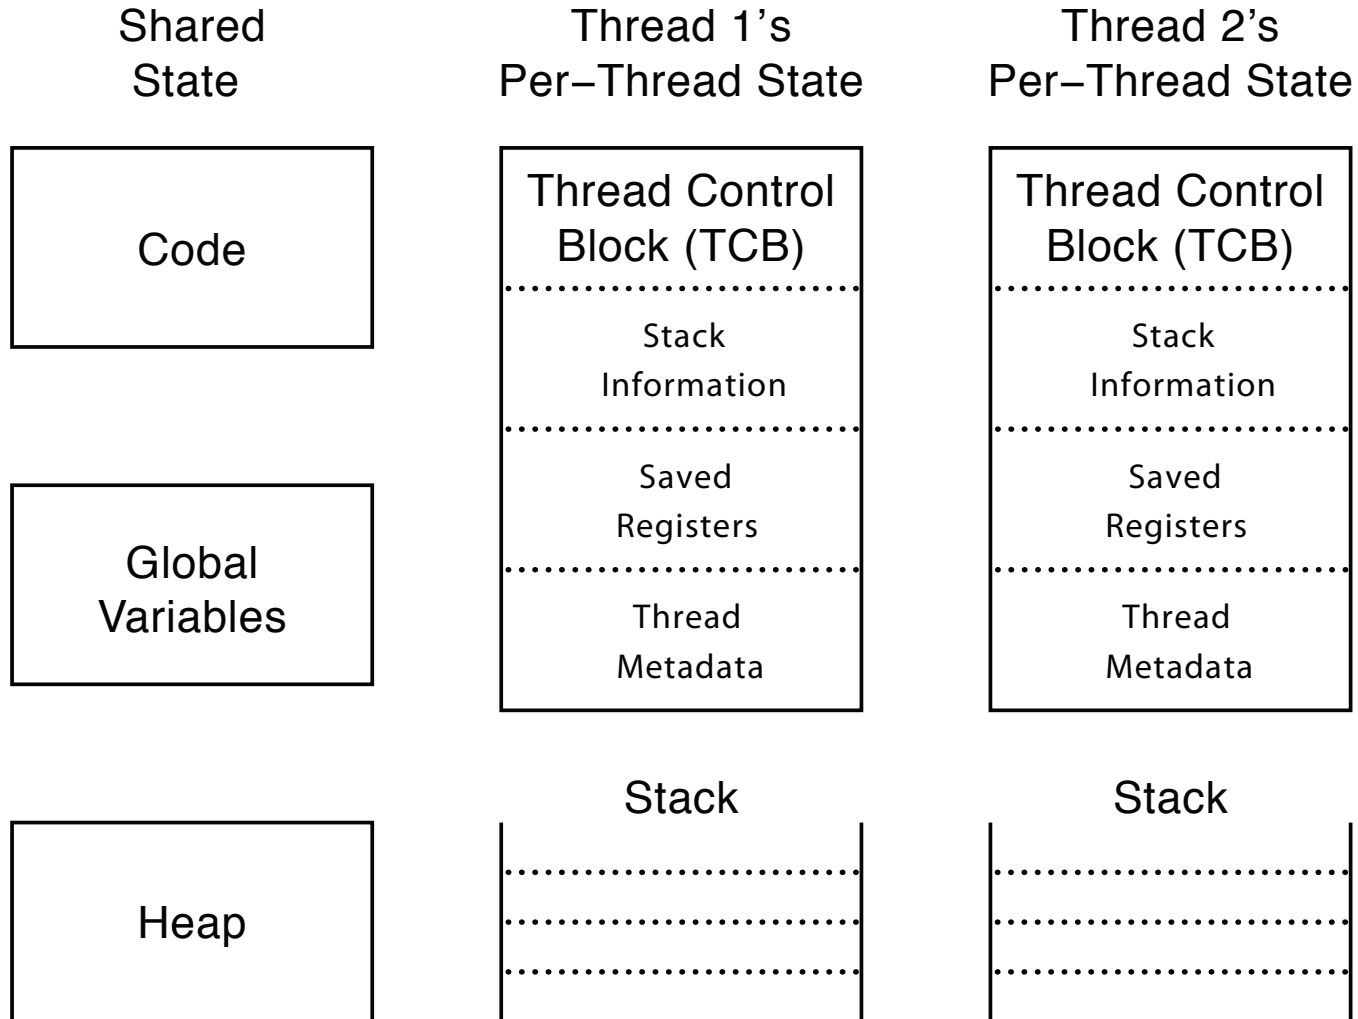 Shared
State
Thread 1’s
Per–Thread State
Thread 2’s
Per–Thread State
Code
Global
Variables
Heap
Thread Control
Block (TCB)
Stack
Information
Saved
Registers
Thread
Metadata
Stack
Thread Control
Block (TCB)
Stack
Information
Saved
Registers
Thread
Metadata
Stack